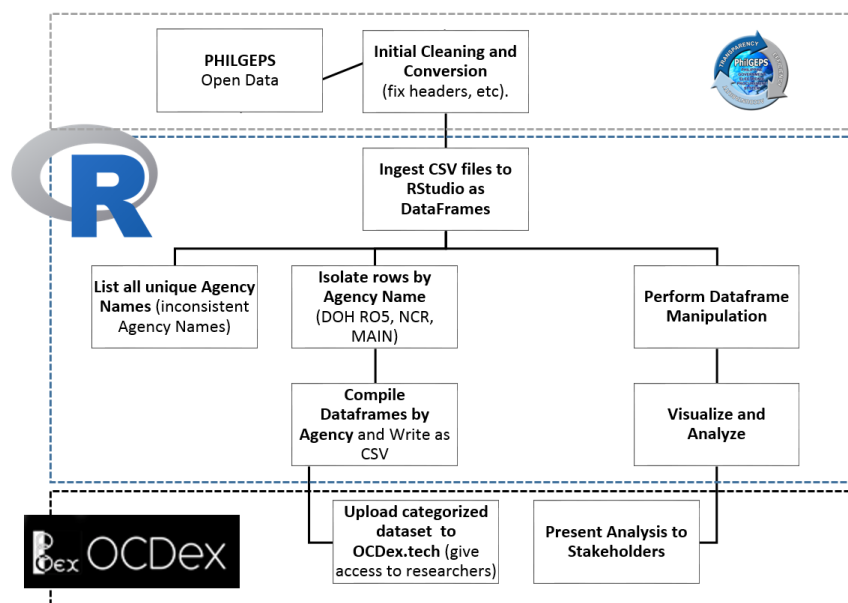 PHILGEPS
Open Data
Initial Cleaning and
Conversion
(fix headers, etc).
TRANSPARENCY
PhilGEPS
R
Ingest CSV files to
RStudio as
DataFrames
List all unique Agency
Names (inconsistent
Agency Names)
Isolate rows by
Agency Name
(DOH RO5, NCR,
MAIN)
Perform Dataframe
Manipulation
Compile
Dataframes by
Agency and Write as
CSV
Visualize and
Analyze
Dex OCDex
Upload categorized
dataset to
OCDex.tech (give
access to researchers)
Present Analysis to
Stakeholders